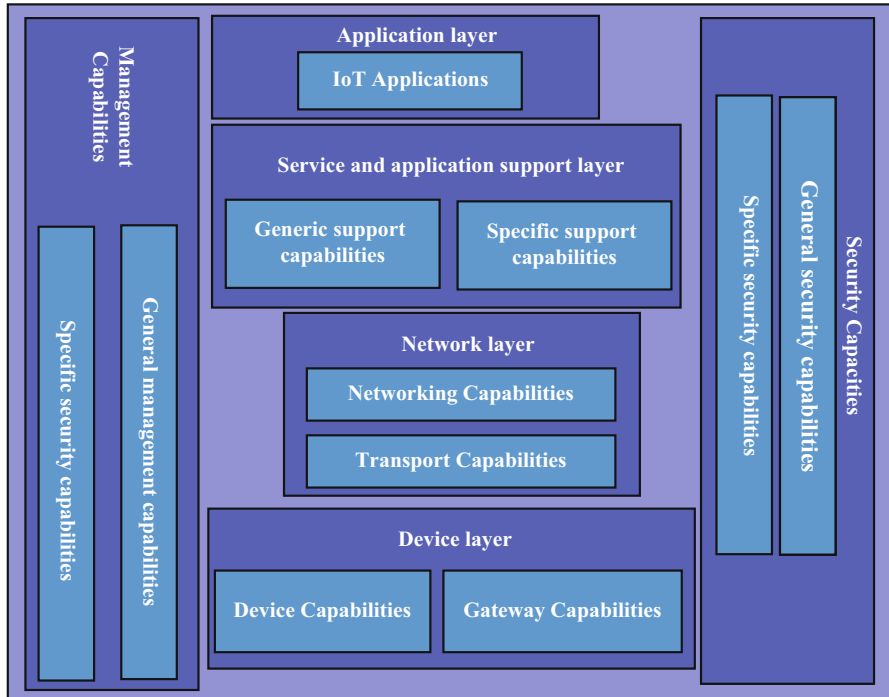 Management
Capabilities
Specific security capabilities
General management capabilities
Application layer
IoT Applications
Service and application support layer
Generic support
capabilities
Specific support
capabilities
Network layer
Networking Capabilities
Transport Capabilities
Device layer
Device Capabilities
Gateway Capabilities
Specific security capabilities
General security capabilities
Security Capacities